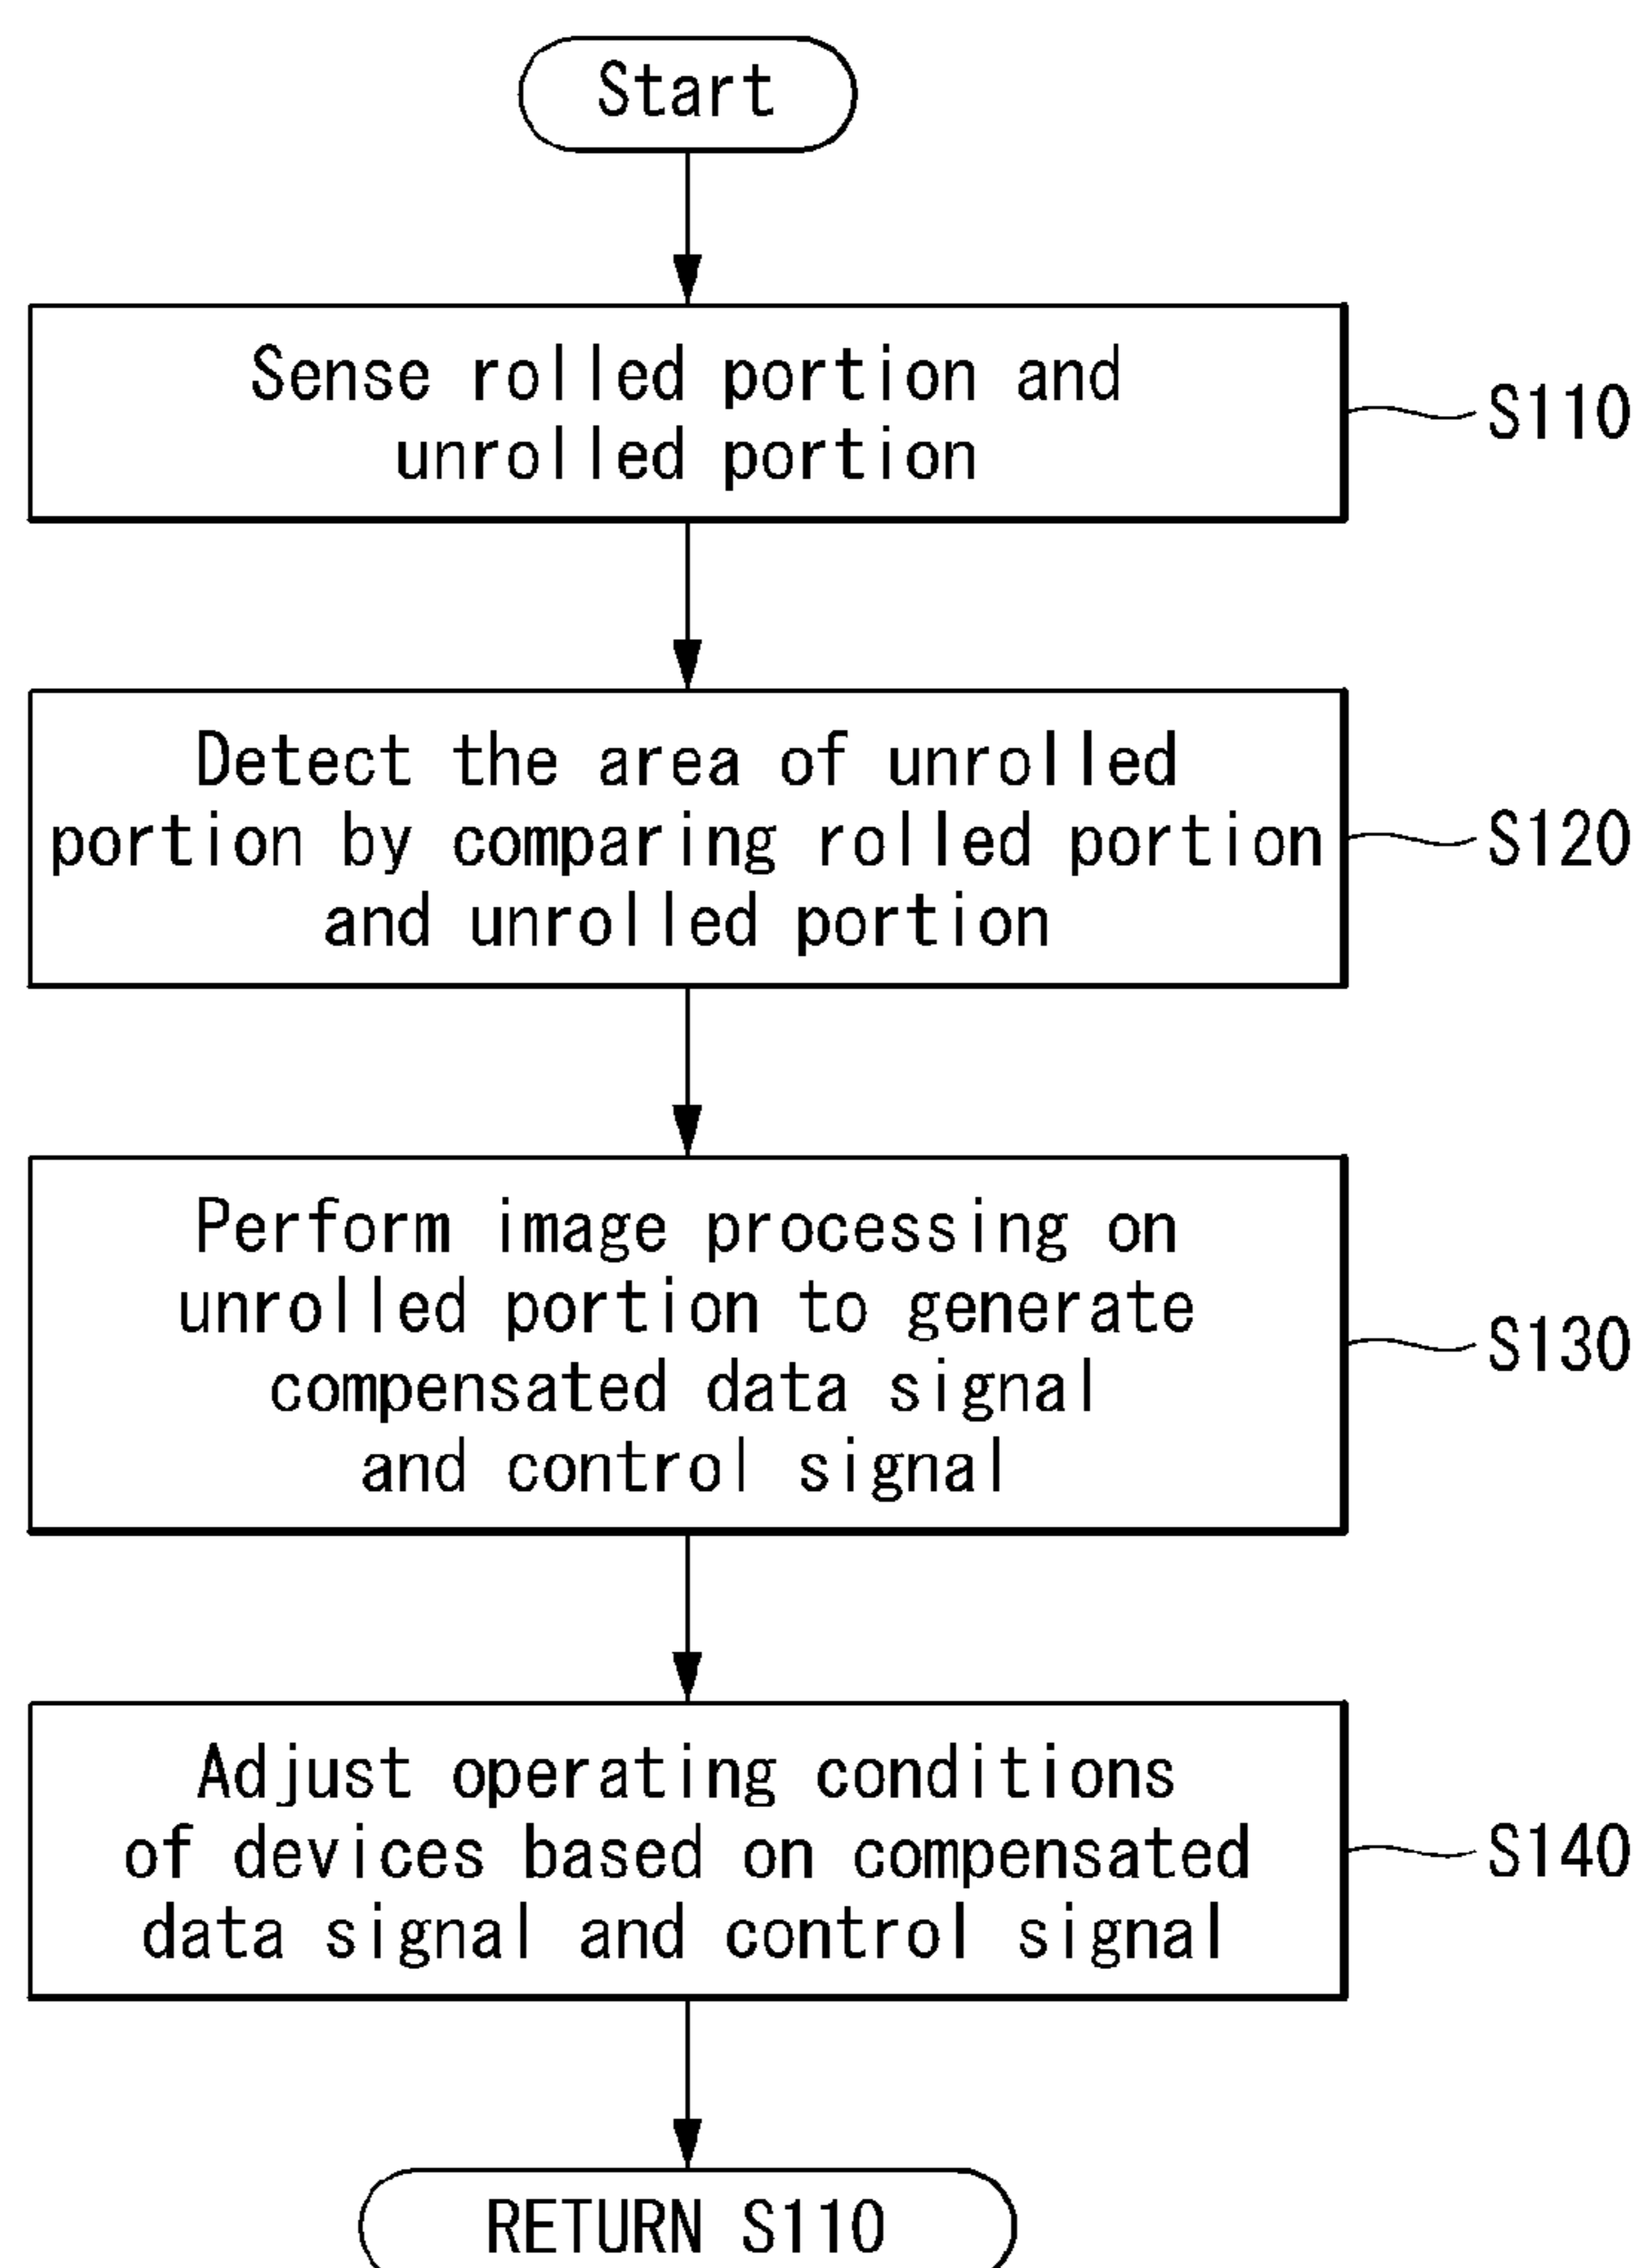 Start
Sense rolled portion and
unrolled portion
S110
Detect the area of unrolled
portion by comparing rolled portion
and unrolled portion
S120
Perform image processing on
unrolled portion to generate
compensated data signal
and control signal
S130
Adjust operating conditions
of devices based on compensated
data signal and control signal
S140
RETURN S110